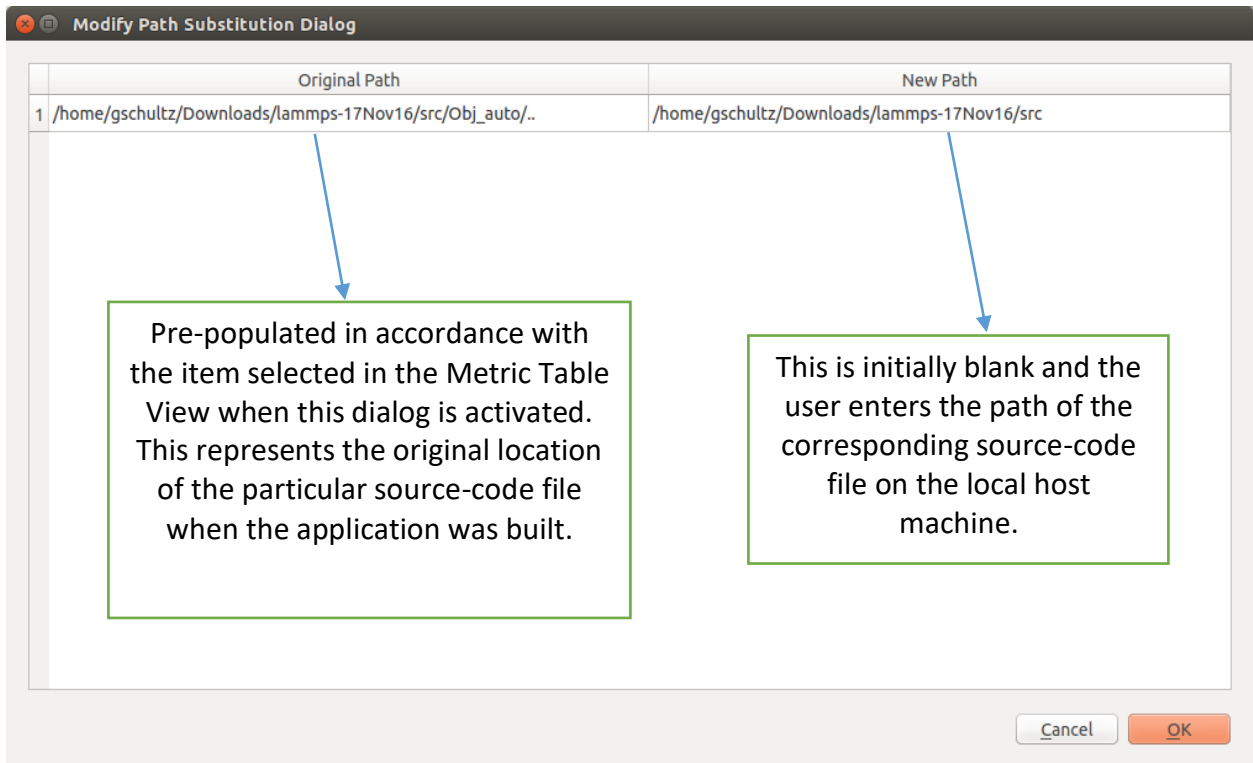 Modify Path Substitution Dialog
Original Path
New Path
1 /home/gschultz/Downloads/lammps-17Nov16/src/Obj_auto/..
/home/gschultz/Downloads/lammps-17Nov16/src
Pre-populated in accordance with
the item selected in the Metric Table
View when this dialog is activated.
This represents the original location
of the particular source-code file
when the application was built.
This is initially blank and the
user enters the path of the
corresponding source-code
file on the local host
machine.
Cancel
OK